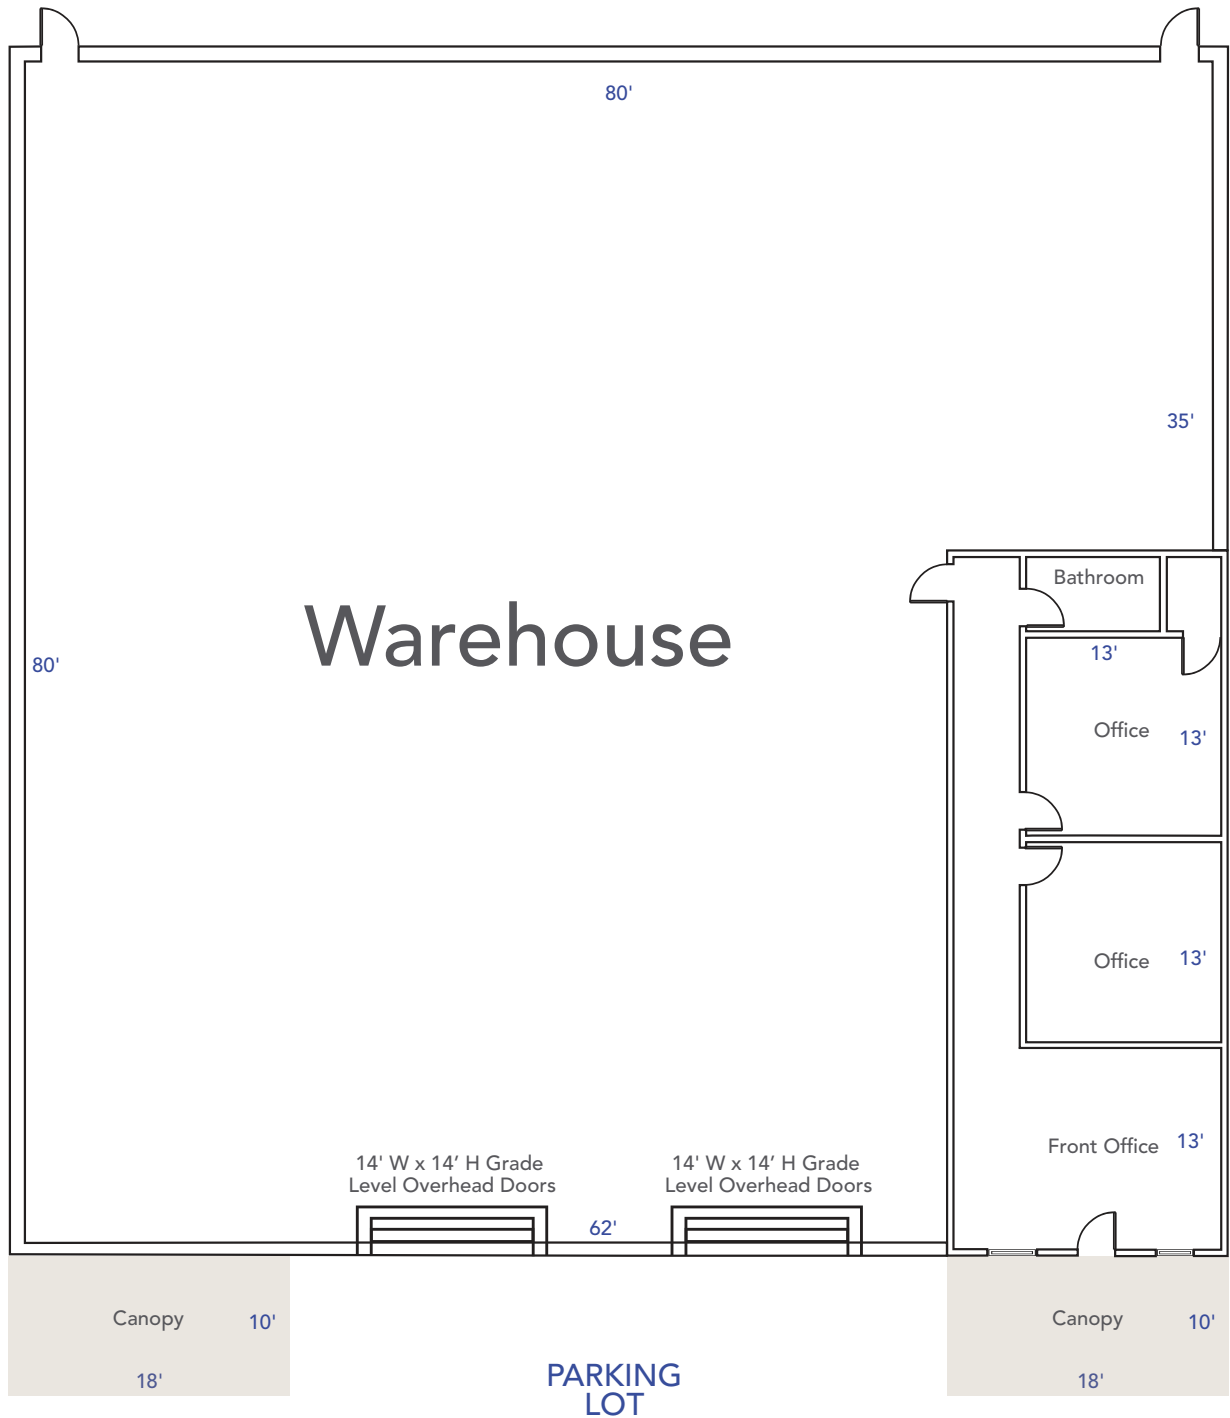 80'
35'
Bathroom
Warehouse
13'
80'
Office
13'
Office
13'
Front Office
13'
14' W x 14’ H Grade
Level Overhead Doors
14' W x 14’ H Grade
Level Overhead Doors
62'
Canopy
10'
18'
Canopy
10'
18'
PARKING
LOT